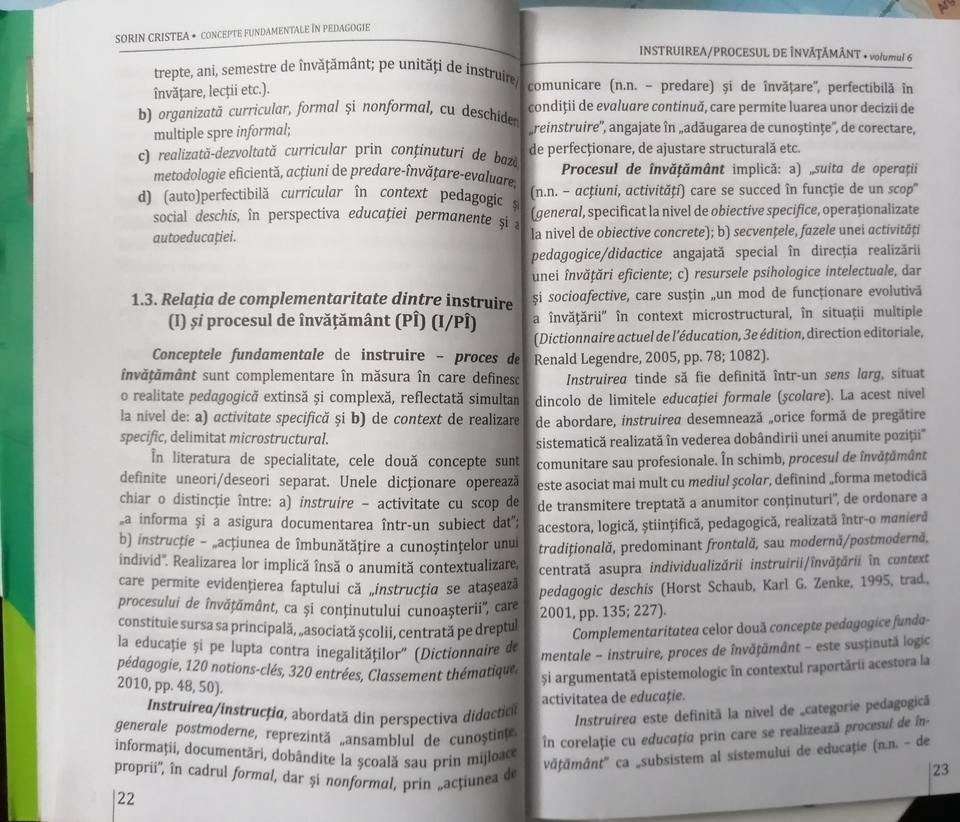 SORIN CRISTEA • CONCEPTE FUNDAMENTALE ÎN PEDAGOGIE
trepte, ani, semestre de învățământ; pe unități de instruire/
învățare, lecții etc.).
b) organizată curricular, formal și nonformal, cu deschideri
multiple spre informal;
c) realizată-dezvoltată curricular prin conținuturi de bază,
metodologie eficientă, acțiuni de predare-învățare-evaluare;
d) (auto)perfectibilă curricular în context pedagogic și
social deschis, în perspectiva educației permanente și a
autoeducației.
1.3. Relația de complementaritate dintre instruire
(I) și procesul de învățământ (PÎ) (I/PÎ)
Conceptele fundamentale de instruire – proces de
învățământ sunt complementare în măsura în care definesc
o realitate pedagogică extinsă și complexă, reflectată simultan
la nivel de: a) activitate specifică și b) de context de realizare
specific, delimitat microstructural.
În literatura de specialitate, cele două concepte sunt
definite uneori/deseori separat. Unele dicționare operează
chiar o distincție între: a) instruire – activitate cu scop de
„a informa și a asigura documentarea într-un subiect dat”;
b) instrucție – „acțiunea de îmbunătățire a cunoștințelor unui
individ”. Realizarea lor implică însă o anumită contextualizare,
care permite evidențierea faptului că „instrucția se atașează
procesului de învățământ, ca și conținutului cunoașterii”, care
constituie sursa sa principală, „asociată școlii, centrată pe dreptul
la educație și pe lupta contra inegalităților” (Dictionnaire de
pédagogie, 120 notions-clés, 320 entrées, Classement thématique,
2010, pp. 48, 50).
Instruirea/instrucția, abordată din perspectiva didacticii
generale postmoderne, reprezintă „ansamblul de cunoștințe,
informații, documentări, dobândite la școală sau prin mijloace
proprii”, în cadrul formal, dar și nonformal, prin „acțiunea de
22
INSTRUIREA/PROCESUL DE ÎNVĂȚĂMÂNT • volumul 6
comunicare (n.n. – predare) și de învățare”, perfectibilă în
condiții de evaluare continuă, care permite luarea unor decizii de
„reinstruire”, angajate în „adăugarea de cunoștințe”, de corectare,
de perfecționare, de ajustare structurală etc.
Procesul de învățământ implică: a) „suita de operații
(n.n. – acțiuni, activități) care se succed în funcție de un scop”
(general, specificat la nivel de obiective specifice, operaționalizate
la nivel de obiective concrete); b) secvențele, fazele unei activități
pedagogice/didactice angajată special în direcția realizării
unei învățări eficiente; c) resursele psihologice intelectuale, dar
și socioafective, care susțin „un mod de funcționare evolutivă
a învățării” în context microstructural, în situații multiple
(Dictionnaire actuel de l’éducation, 3e édition, direction editoriale,
Renald Legendre, 2005, pp. 78; 1082).
Instruirea tinde să fie definită într-un sens larg, situat
dincolo de limitele educației formale (școlare). La acest nivel
de abordare, instruirea desemnează „orice formă de pregătire
sistematică realizată în vederea dobândirii unei anumite poziții”
comunitare sau profesionale. În schimb, procesul de învățământ
este asociat mai mult cu mediul școlar, definind „forma metodică
de transmitere treptată a anumitor conținuturi”, de ordonare a
acestora, logică, științifică, pedagogică, realizată într-o manieră
tradițională, predominant frontală, sau modernă/postmodernă,
centrată asupra individualizării instruirii/învățării în context
pedagogic deschis (Horst Schaub, Karl G. Zenke, 1995, trad.,
2001, pp. 135; 227).
Complementaritatea celor două concepte pedagogice funda-
mentale – instruire, proces de învățământ – este susținută logic
și argumentată epistemologic în contextul raportării acestora la
activitatea de educație.
Instruirea este definită la nivel de „categorie pedagogică
în corelație cu educația prin care se realizează procesul de în-
vățământ” ca „subsistem al sistemului de educație (n.n. – de
23